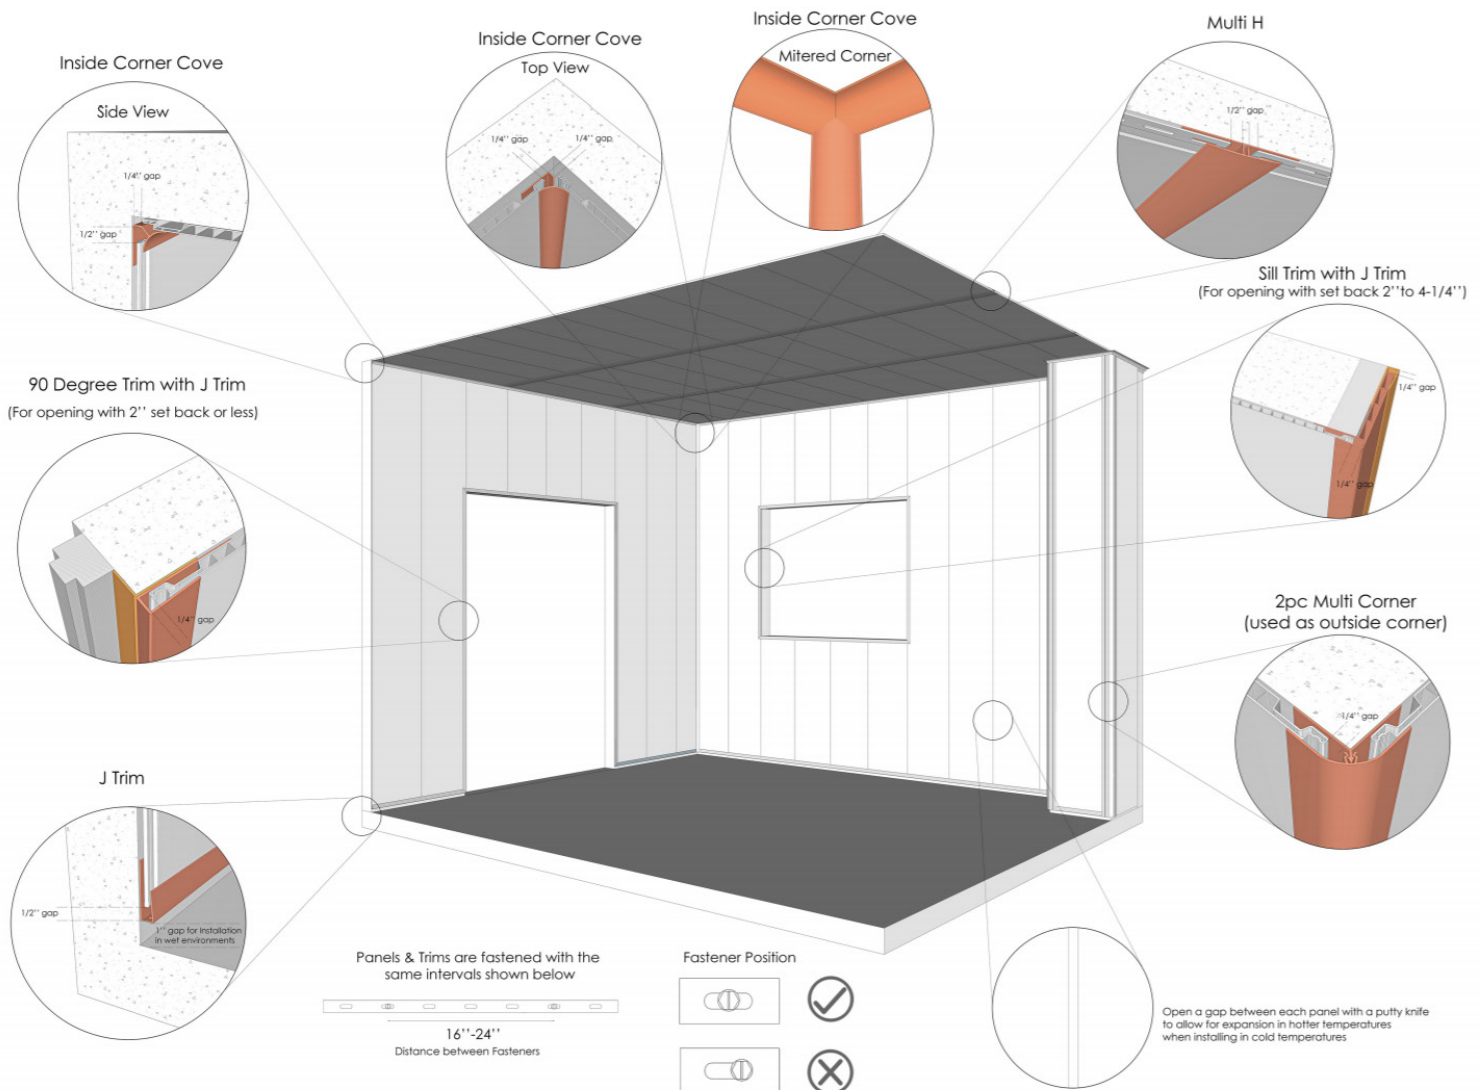 Inside Corner Cove
Side View
1/4'' gap
1/2'' gap
Inside Corner Cove
Top View
1/4'' gap
1/4'' gap
Inside Corner Cove
Mitered Corner
Multi H
1/2'' gap
Sill Trim with J Trim
(For opening with set back 2''to 4-1/4'')
1/4'' gap
1/4'' gap
90 Degree Trim with J Trim
(For opening with 2'' set back or less)
1/4'' gap
2pc Multi Corner
(used as outside corner)
1/4'' gap
J Trim
1/2'' gap
1'' gap for Installation
in wet environments
Panels & Trims are fastened with the
same intervals shown below
16''-24''
Distance between Fasteners
Fastener Position
Open a gap between each panel with a putty knife
to allow for expansion in hotter temperatures
when installing in cold temperatures